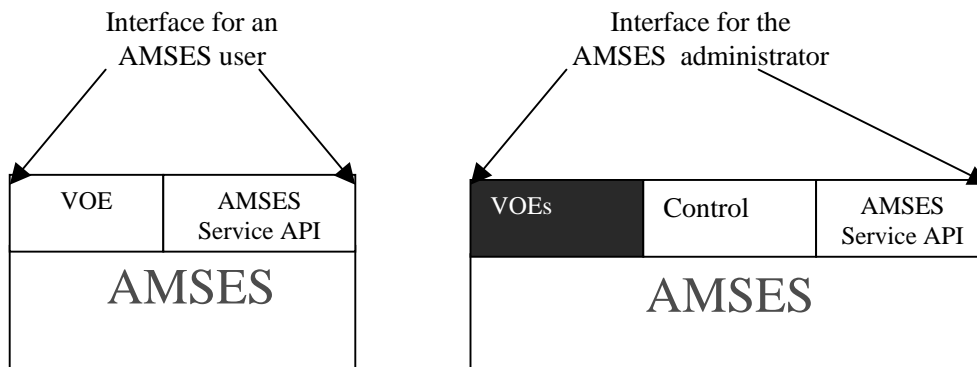 Interface for an
AMSES user
Interface for the
AMSES administrator
VOE
AMSES
Service API
VOEs
Control
AMSES
Service API
AMSES
AMSES